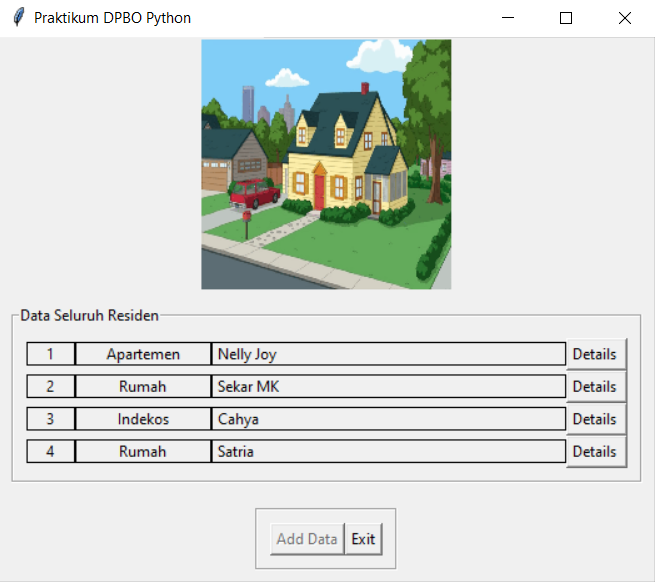 Praktikum DPBO Python
Data Seluruh Residen
1 Apartemen Nelly Joy Details
2 Rumah Sekar MK Details
3 Indekos Cahya Details
4 Rumah Satria Details
Add Data Exit